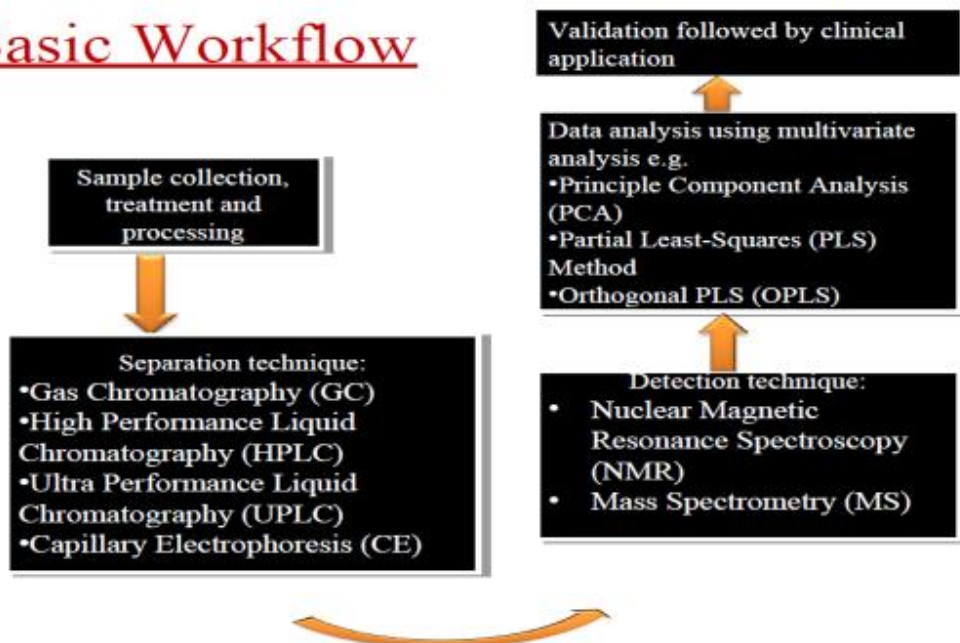 asic Workflow
Sample collection,
treatment and
processing
Separation technique:
•Gas Chromatography (GC)
•High Performance Liquid
Chromatography (HPLC)
•Ultra Performance Liquid
Chromatography (UPLC)
•Capillary Electrophoresis (CE)
Detection technique:
• Nuclear Magnetic
Resonance Spectroscopy
(NMR)
• Mass Spectrometry (MS)
Data analysis using multivariate
analysis e.g.
•Principle Component Analysis
(PCA)
•Partial Least-Squares (PLS)
Method
•Orthogonal PLS (OPLS)
Validation followed by clinical
application